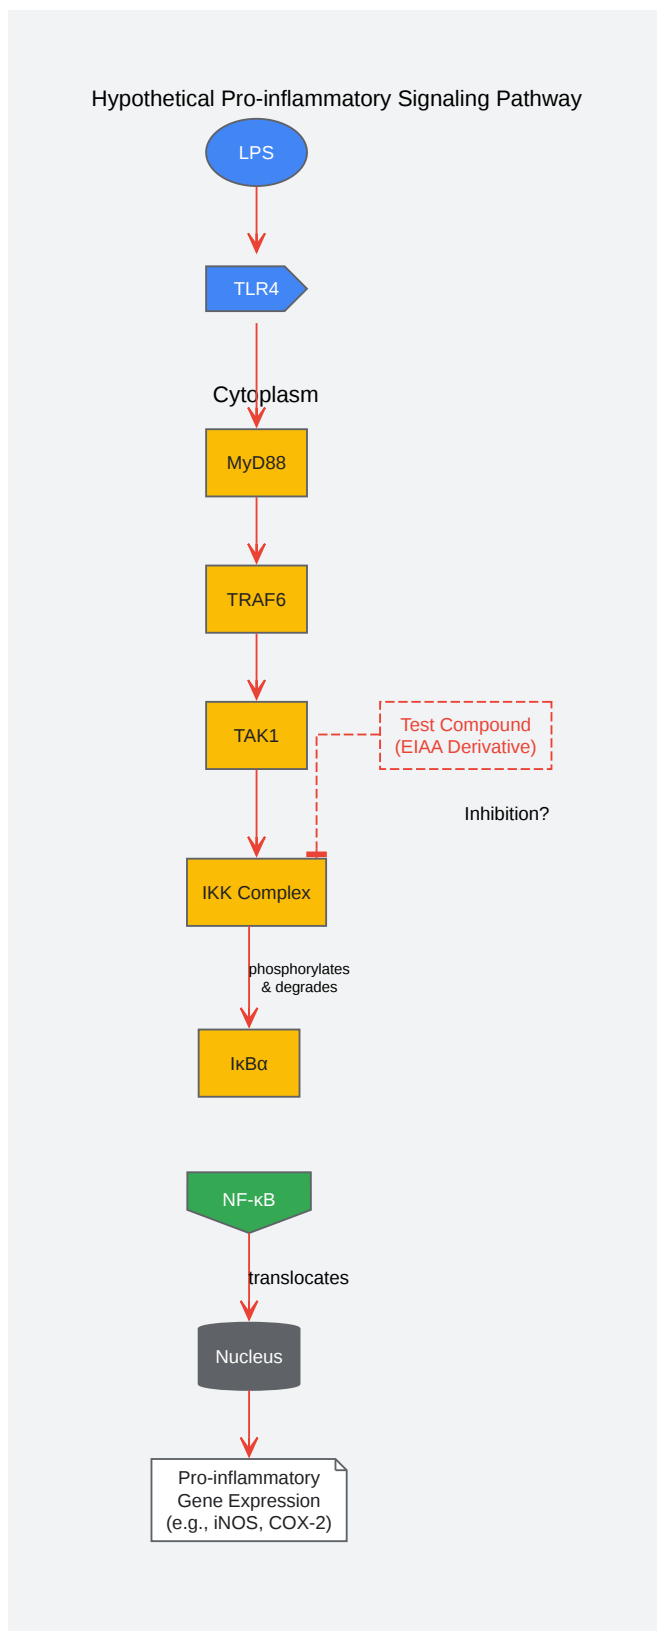 Hypothetical Pro-inflammatory Signaling Pathway
LPS
TLR4
Cytoplasm
MyD88
TRAF6
TAK1
Test Compound
(EIAA Derivative)
Inhibition?
IKK Complex
phosphorylates
& degrades
IκBα
NF-κB
translocates
Nucleus
Pro-inflammatory
Gene Expression
(e.g., iNOS, COX-2)